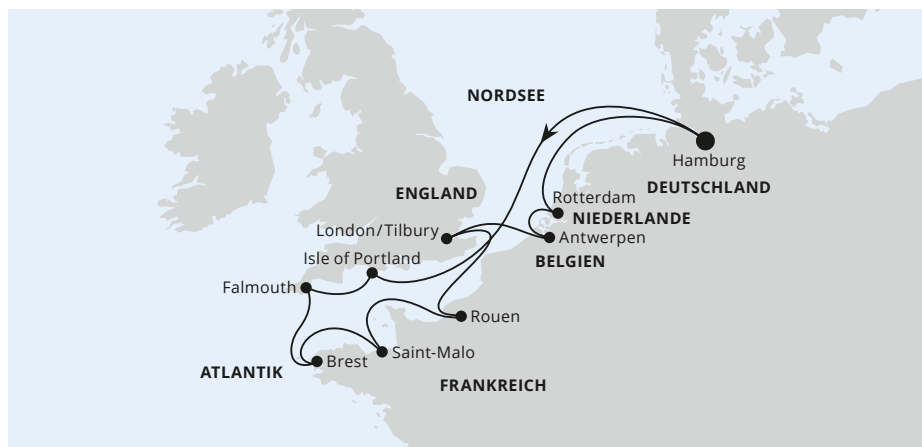 NORDSEE
Hamburg
DEUTSCHLAND
ENGLAND
Rotterdam
NIEDERLANDE
London/Tilbury
Antwerpen
Isle of Portland
BELGIEN
Falmouth
Rouen
Saint-Malo
Brest
ATLANTIK
FRANKREICH